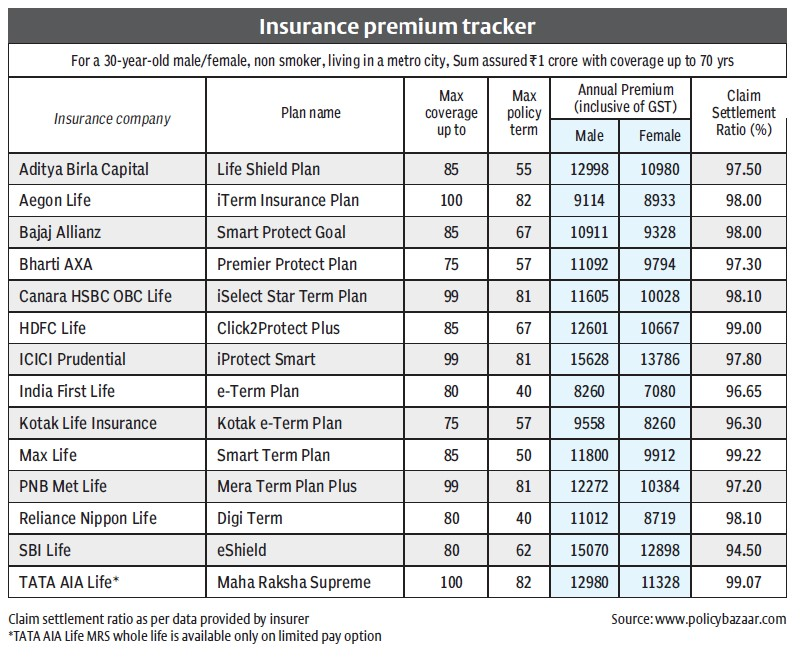 Insurance premium tracker
For a 30-year-old male/female, non smoker, living in a metro city, Sum assured ₹1 crore with coverage up to 70 yrs
Insurance company Plan name Max coverage up to Max policy term Annual Premium (inclusive of GST) Male Female Claim Settlement Ratio (%)
Aditya Birla Capital Life Shield Plan 85 55 12998 10980 97.50
Aegon Life iTerm Insurance Plan 100 82 9114 8933 98.00
Bajaj Allianz Smart Protect Goal 85 67 10911 9328 98.00
Bharti AXA Premier Protect Plan 75 57 11092 9794 97.30
Canara HSBC OBC Life iSelect Star Term Plan 99 81 11605 10028 98.10
HDFC Life Click2Protect Plus 85 67 12601 10667 99.00
ICICI Prudential iProtect Smart 99 81 15628 13786 97.80
India First Life e-Term Plan 80 40 8260 7080 96.65
Kotak Life Insurance Kotak e-Term Plan 75 57 9558 8260 96.30
Max Life Smart Term Plan 85 50 11800 9912 99.22
PNB Met Life Mera Term Plan Plus 99 81 12272 10384 97.20
Reliance Nippon Life Digi Term 80 40 11012 8719 98.10
SBI Life eShield 80 62 15070 12898 94.50
TATA AIA Life* Maha Raksha Supreme 100 82 12980 11328 99.07
Claim settlement ratio as per data provided by insurer Source: www.policybazaar.com
*TATA AIA Life MRS whole life is available only on limited pay option